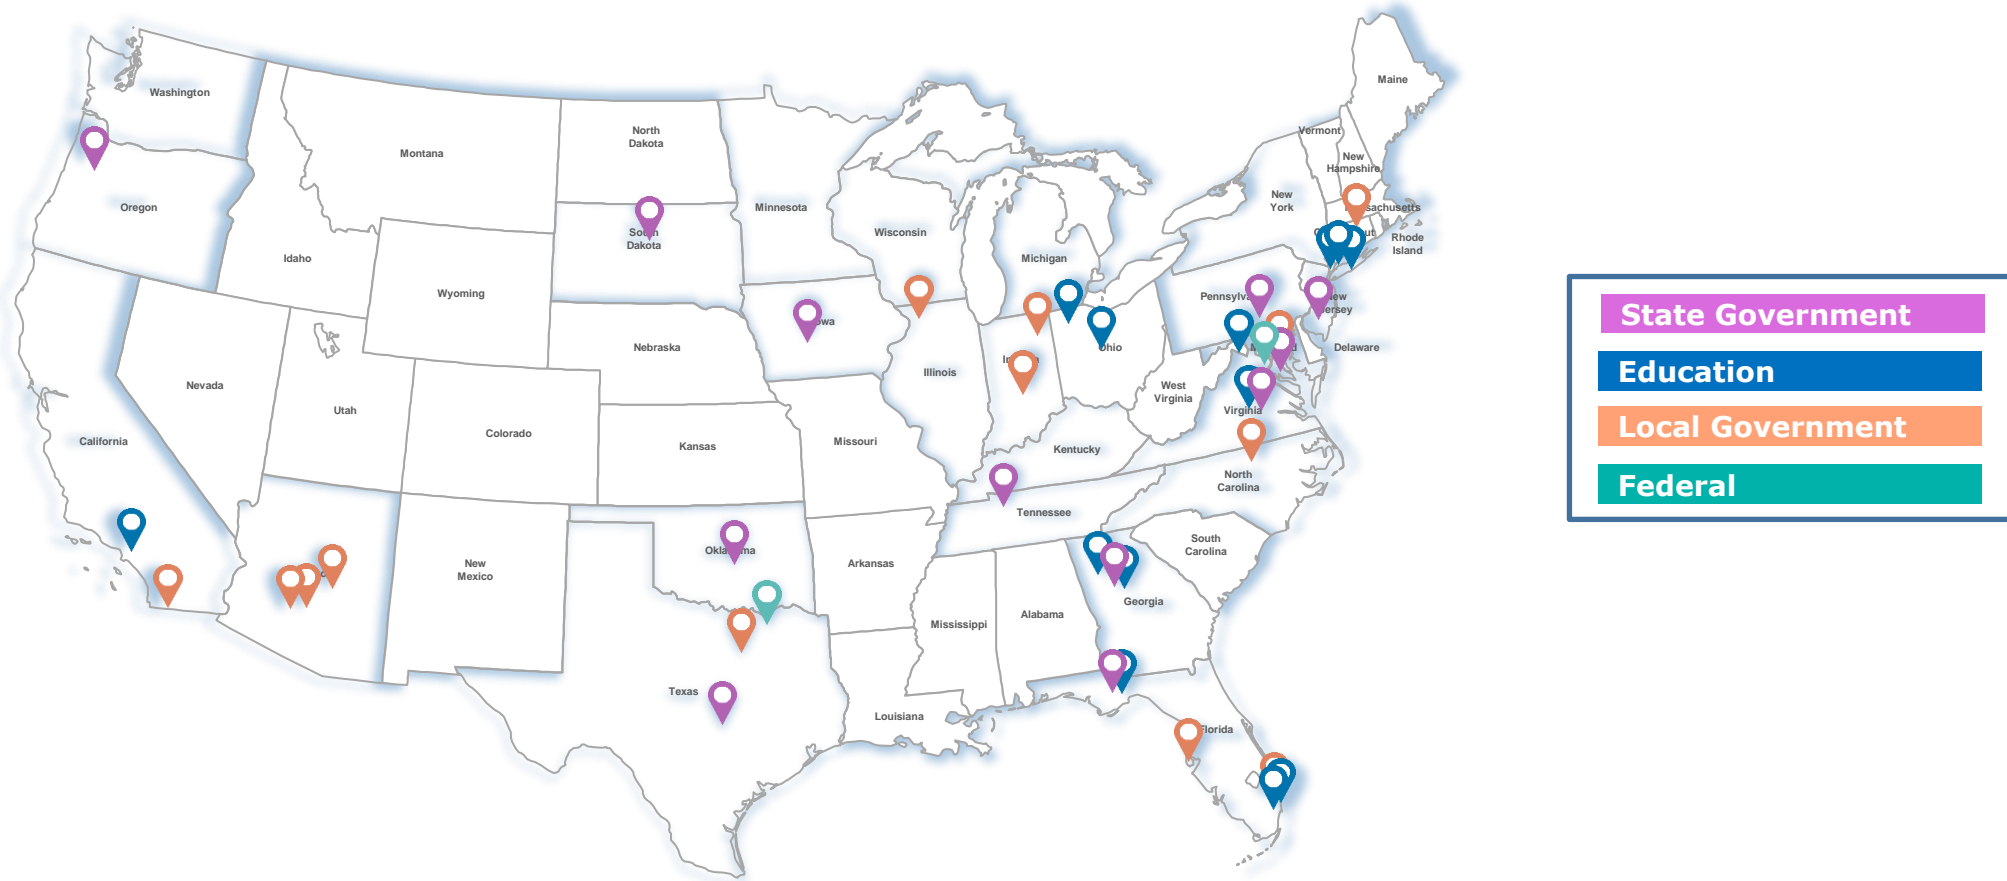 Maine
Washington
Vermont
North
Dakota
Montana
New
Hampshire
New
York
Oregon
Minnesota
Wisconsin
Rhode
Island
Dakota
Michigan
Idaho
Wyoming
State Government
Nebraska
Ohio
Delaware
Education
Illinois
Nevada
West
Virginia
Utah
Virginia
Local Government
Colorado
California
Kansas
Missouri
Kentucky
North
Carolina
Federal
Tennessee
South
Carolina
New
Mexico
Arkansas
Georgia
Alabama
Mississippi
Texas
Louisiana